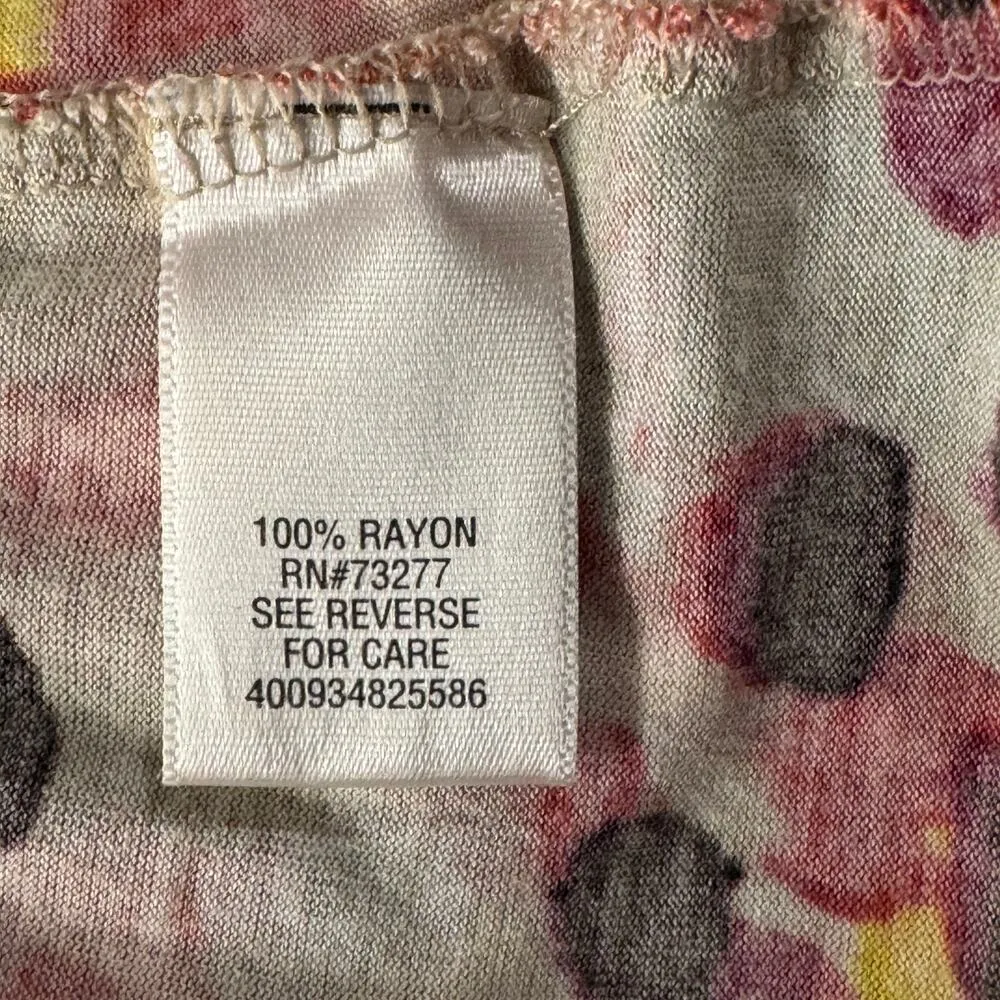 100% RAYON
RN#73277
SEE REVERSE
FOR CARE
400934825586